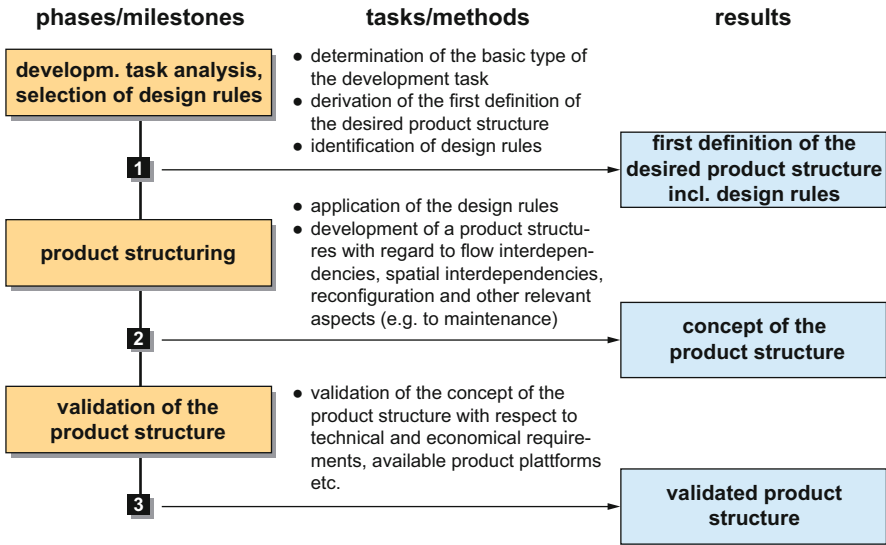 phases/milestones
tasks/methods
results
developm. task analysis,
selection of design rules
● determination of the basic type of
the development task
● derivation of the first definition of
the desired product structure
● identification of design rules
1
first definition of the
desired product structure
incl. design rules
product structuring
● application of the design rules
● development of a product structu-
res with regard to flow interdepen-
dencies, spatial interdependencies,
reconfiguration and other relevant
aspects (e.g. to maintenance)
2
concept of the
product structure
validation of the
product structure
● validation of the concept of the
product structure with respect to
technical and economical require-
ments, available product plattforms
etc.
3
validated product
structure